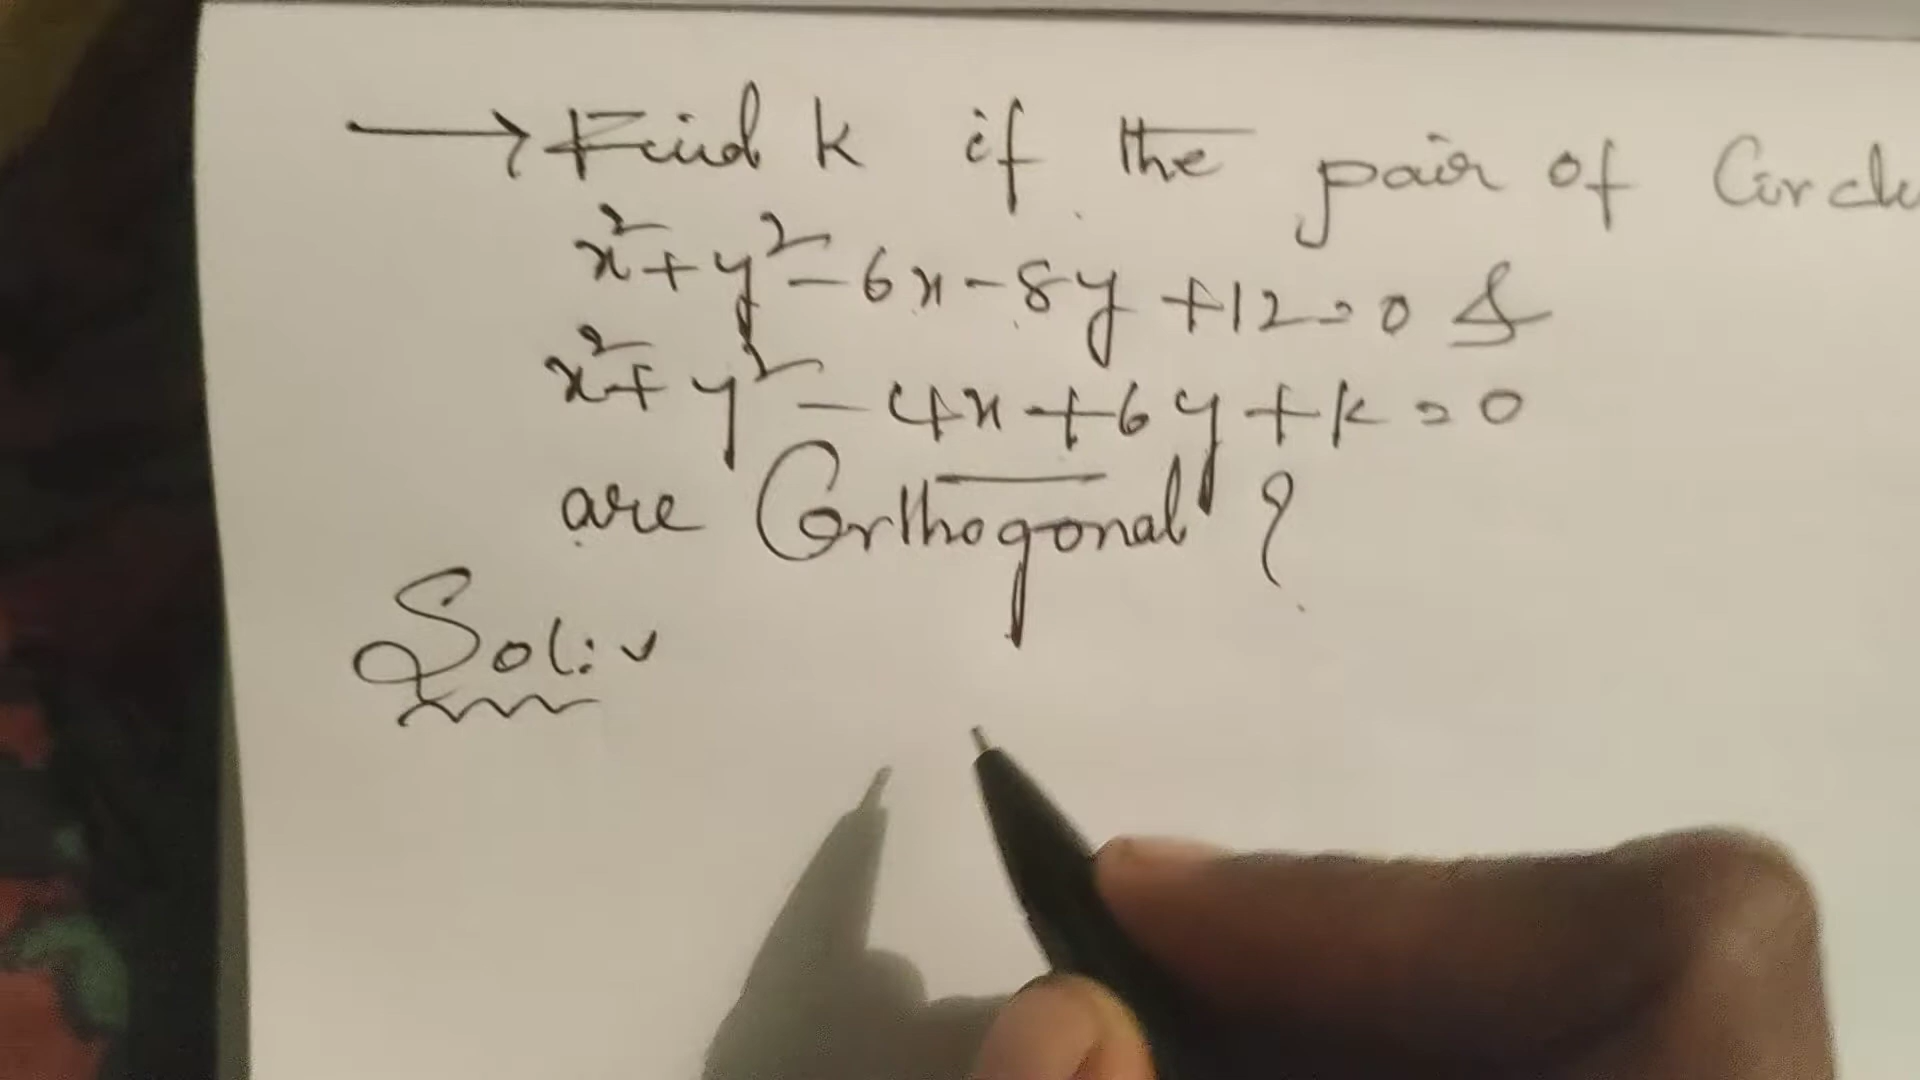 → Find k if the pair of Circle
x²+y²-6x-8y+12=0 &
x²+y²-4x+6y+k=0
are Orthogonal?
Sol: